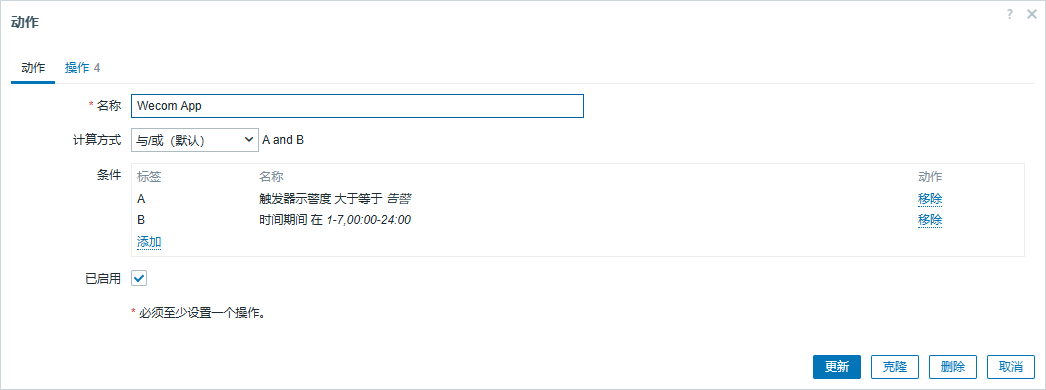 动作
? ×
动作 操作 4
* 名称 Wecom App
计算方式 与/或（默认） A and B
条件 标签 名称 动作
A 触发器示警度 大于等于 告警 移除
B 时间期间 在 1-7,00:00-24:00 移除
添加
已启用
* 必须至少设置一个操作。
更新 克隆 删除 取消